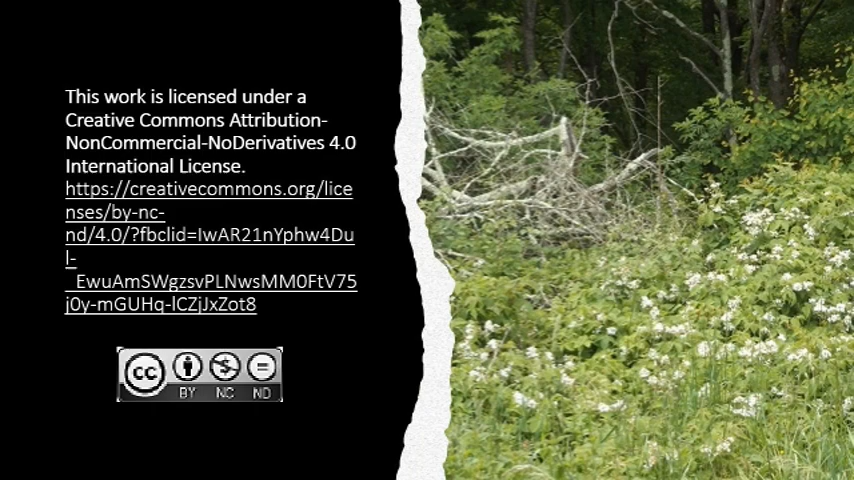 This work is licensed under a
Creative Commons Attribution-
NonCommercial-NoDerivatives 4.0
International License.
https://creativecommons.org/lice
nses/by-nc-
nd/4.0/?fbclid=IwAR21nYphw4Du
l-
_EwuAmSWgzsvPLNwsMM0FtV75
j0y-mGUHq-lCZjJxZot8
cc
BY NC ND